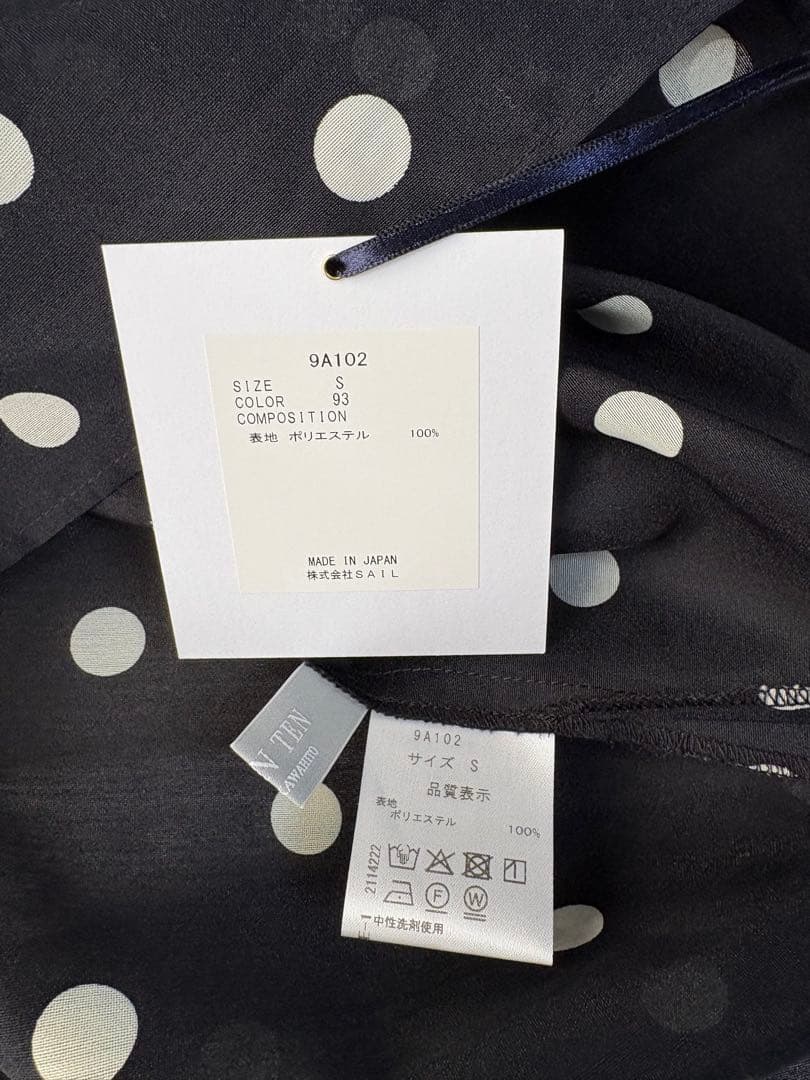 9A102
SIZE S
COLOR 93
COMPOSITION
表地 ポリエステル 100%
MADE IN JAPAN
株式会社SAIL
N TEN
AWAHITO
9A102
サイズ S
品質表示
表地
ポリエステル 100%
2114222
F W
中性洗剤使用